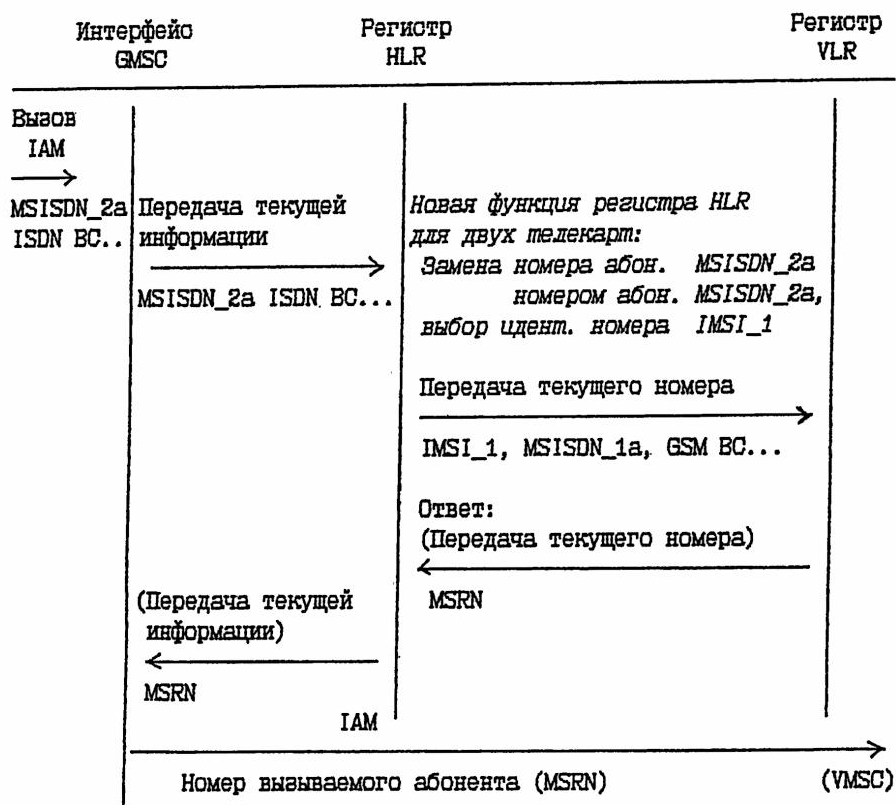 Интерфейс
GMSC
Регистр
HLR
Регистр
VLR
Вызов
IAM
MSISDN_2a
ISDN BC..
Передача текущей
информации
MSISDN_2a ISDN BC...
Новая функция регистра HLR
для двух телекарт:
Замена номера абон. MSISDN_2a
номером абон. MSISDN_2a,
выбор идент. номера IMSI_1
Передача текущего номера
IMSI_1, MSISDN_1a, GSM BC...
Ответ:
(Передача текущего номера)
MSRN
(Передача текущей
информации)
MSRN
IAM
Номер вызываемого абонента (MSRN)
(VMSC)